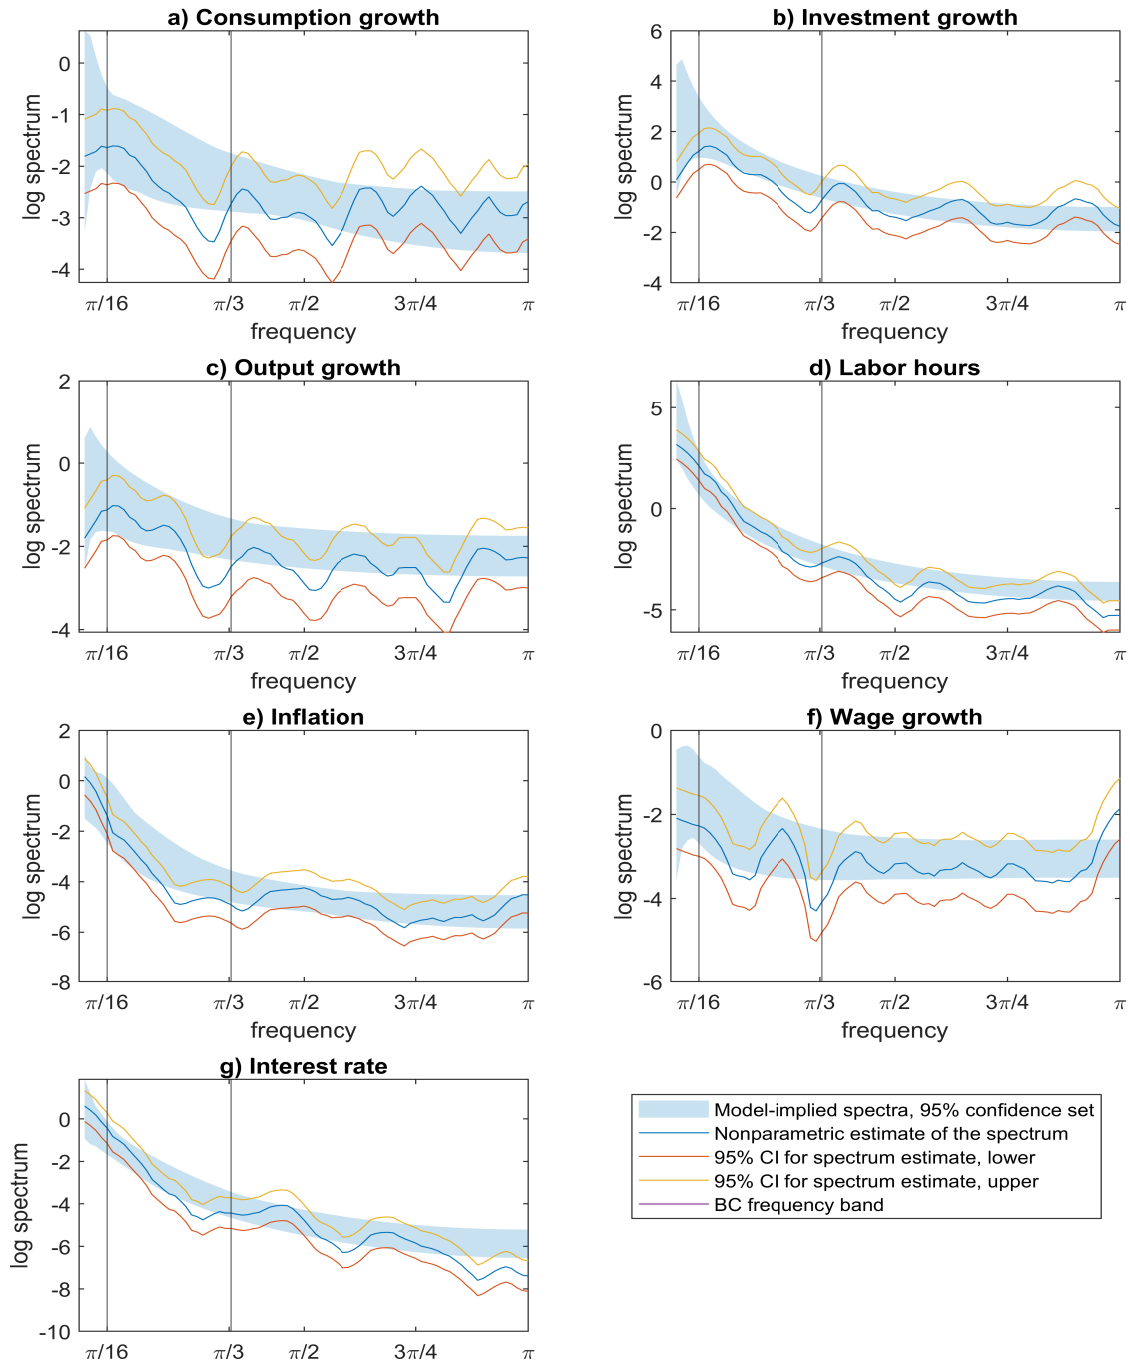 a) Consumption growth
log spectrum
0
-1
-2
-3
-4
π/16
π/3
π/2
3π/4
π
frequency
b) Investment growth
log spectrum
6
4
2
0
-2
-4
π/16
π/3
π/2
3π/4
π
frequency
c) Output growth
log spectrum
2
0
-2
-4
π/16
π/3
π/2
3π/4
π
frequency
d) Labor hours
log spectrum
5
0
-5
π/16
π/3
π/2
3π/4
π
frequency
e) Inflation
log spectrum
2
0
-2
-4
-6
-8
π/16
π/3
π/2
3π/4
π
frequency
f) Wage growth
log spectrum
0
-2
-4
-6
π/16
π/3
π/2
3π/4
π
frequency
g) Interest rate
log spectrum
0
-2
-4
-6
-8
-10
π/16
π/3
π/2
3π/4
π
Model-implied spectra, 95% confidence set
Nonparametric estimate of the spectrum
95% CI for spectrum estimate, lower
95% CI for spectrum estimate, upper
BC frequency band